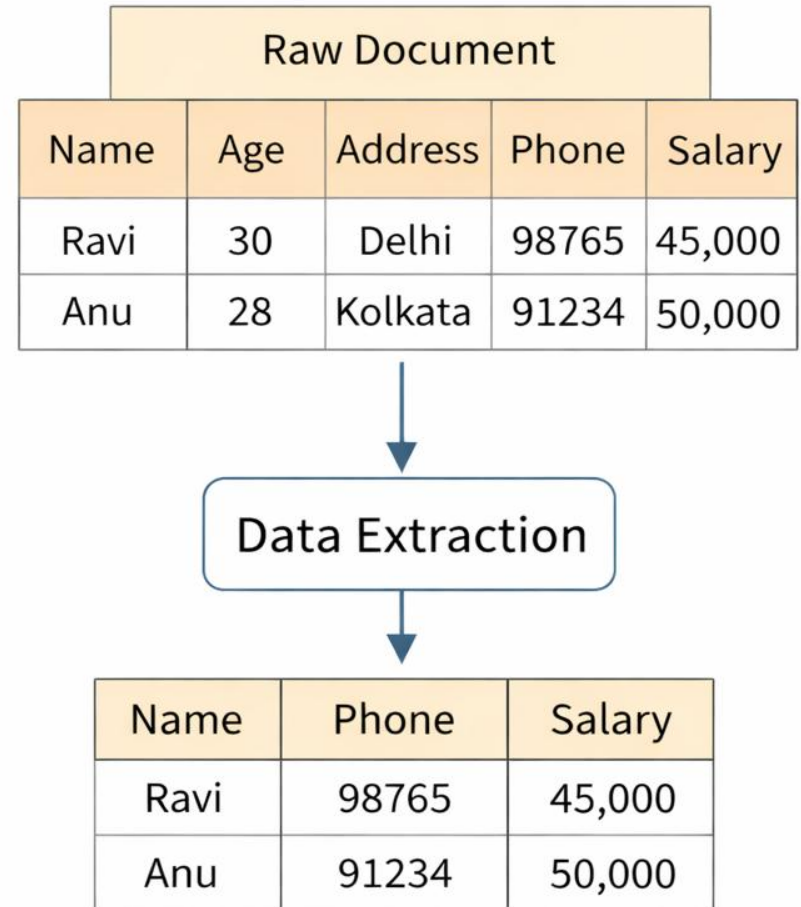 Raw Document
Name Age Address Phone Salary
Ravi 30 Delhi 98765 45,000
Anu 28 Kolkata 91234 50,000
Data Extraction
Name Phone Salary
Ravi 98765 45,000
Anu 91234 50,000